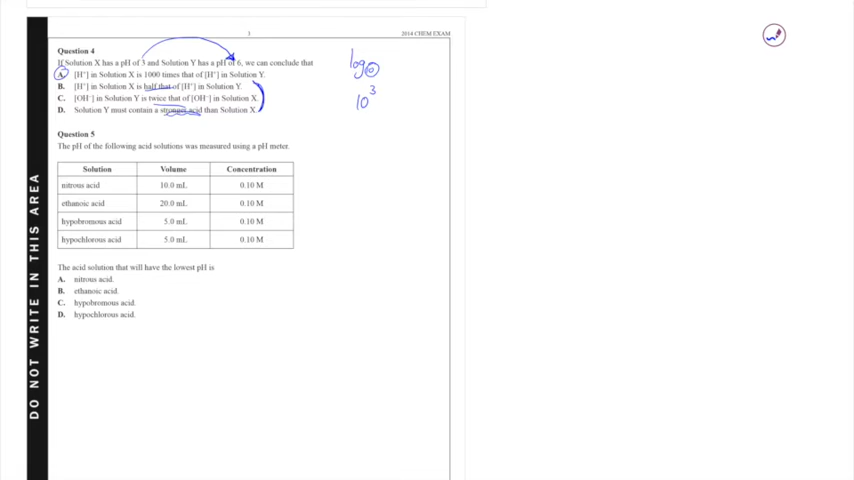 3
2014 CHEM EXAM
Question 4
If Solution X has a pH of 3 and Solution Y has a pH of 6, we can conclude that
A. [H⁺] in Solution X is 1000 times that of [H⁺] in Solution Y.
B. [H⁺] in Solution X is half that of [H⁺] in Solution Y.
C. [OH⁻] in Solution Y is twice that of [OH⁻] in Solution X.
D. Solution Y must contain a stronger acid than Solution X.
log₁₀
10³
Question 5
The pH of the following acid solutions was measured using a pH meter.
Solution Volume Concentration
nitrous acid 10.0 mL 0.10 M
ethanoic acid 20.0 mL 0.10 M
hypobromous acid 5.0 mL 0.10 M
hypochlorous acid 5.0 mL 0.10 M
The acid solution that will have the lowest pH is
A. nitrous acid.
B. ethanoic acid.
C. hypobromous acid.
D. hypochlorous acid.
DO NOT WRITE IN THIS AREA